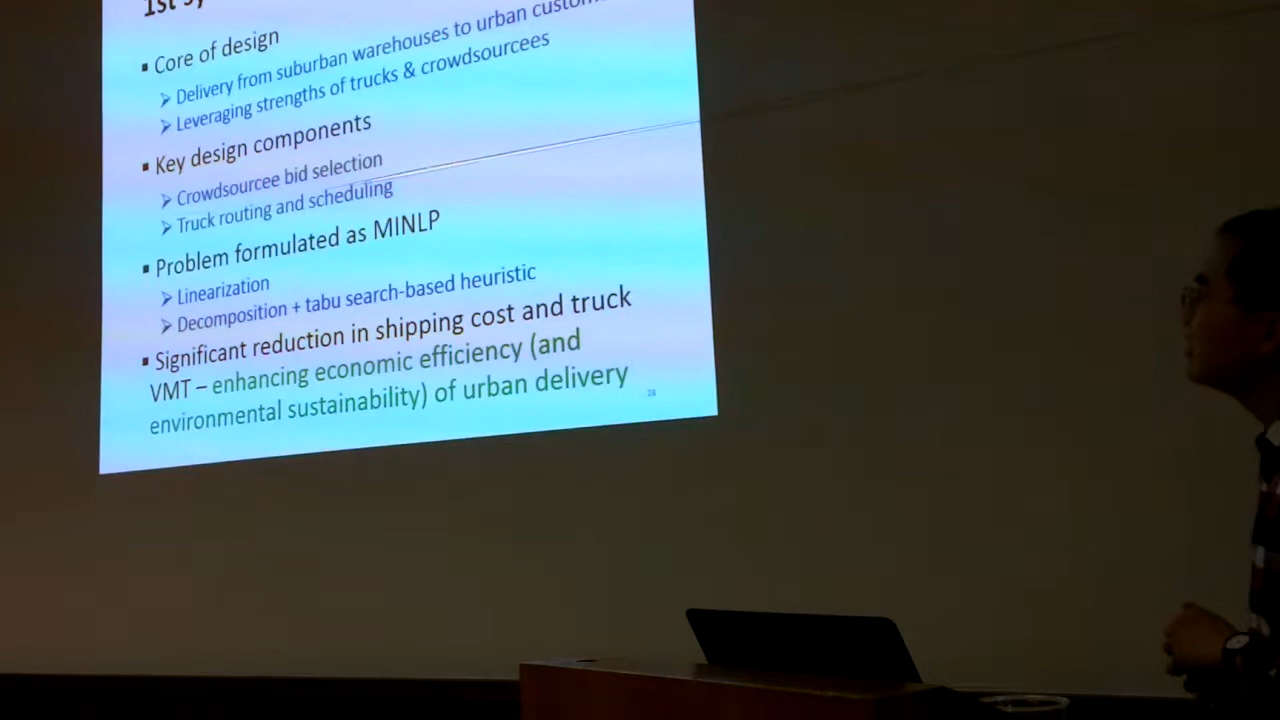 1st
▪ Core of design
➢ Delivery from suburban warehouses to urban
➢ Leveraging strengths of trucks & crowdsourcees
▪ Key design components
➢ Crowdsourcee bid selection
➢ Truck routing and scheduling
▪ Problem formulated as MINLP
➢ Linearization
➢ Decomposition + tabu search-based heuristic
▪ Significant reduction in shipping cost and truck
VMT – enhancing economic efficiency (and
environmental sustainability) of urban delivery
28